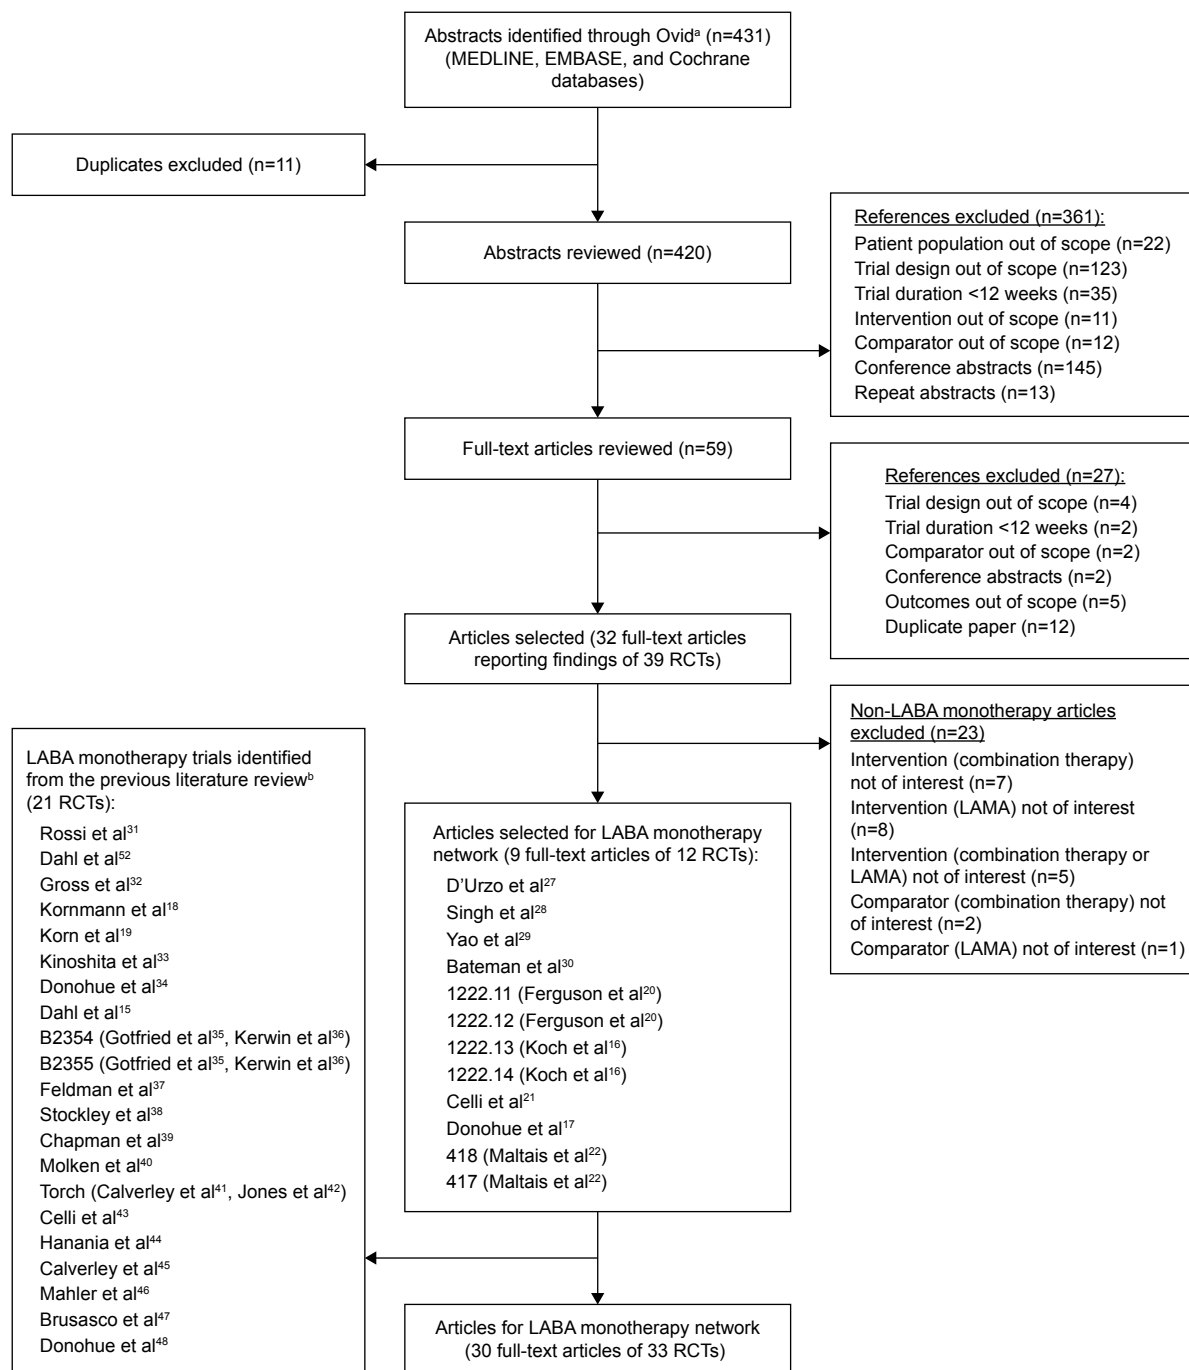 Abstracts identified through Ovidᵃ (n=431)
(MEDLINE, EMBASE, and Cochrane
databases)
Duplicates excluded (n=11)
Abstracts reviewed (n=420)
References excluded (n=361):
Patient population out of scope (n=22)
Trial design out of scope (n=123)
Trial duration <12 weeks (n=35)
Intervention out of scope (n=11)
Comparator out of scope (n=12)
Conference abstracts (n=145)
Repeat abstracts (n=13)
Full-text articles reviewed (n=59)
References excluded (n=27):
Trial design out of scope (n=4)
Trial duration <12 weeks (n=2)
Comparator out of scope (n=2)
Conference abstracts (n=2)
Outcomes out of scope (n=5)
Duplicate paper (n=12)
Articles selected (32 full-text articles
reporting findings of 39 RCTs)
Non-LABA monotherapy articles
excluded (n=23)
Intervention (combination therapy)
not of interest (n=7)
Intervention (LAMA) not of interest
(n=8)
Intervention (combination therapy or
LAMA) not of interest (n=5)
Comparator (combination therapy) not
of interest (n=2)
Comparator (LAMA) not of interest (n=1)
LABA monotherapy trials identified
from the previous literature reviewᵇ
(21 RCTs):
Rossi et al³¹
Dahl et al⁵²
Gross et al³²
Kornmann et al¹⁸
Korn et al¹⁹
Kinoshita et al³³
Donohue et al³⁴
Dahl et al¹⁵
B2354 (Gotfried et al³⁵, Kerwin et al³⁶)
B2355 (Gotfried et al³⁵, Kerwin et al³⁶)
Feldman et al³⁷
Stockley et al³⁸
Chapman et al³⁹
Molken et al⁴⁰
Torch (Calverley et al⁴¹, Jones et al⁴²)
Celli et al⁴³
Hanania et al⁴⁴
Calverley et al⁴⁵
Mahler et al⁴⁶
Brusasco et al⁴⁷
Donohue et al⁴⁸
Articles selected for LABA monotherapy
network (9 full-text articles of 12 RCTs):
D'Urzo et al²⁷
Singh et al²⁸
Yao et al²⁹
Bateman et al³⁰
1222.11 (Ferguson et al²⁰)
1222.12 (Ferguson et al²⁰)
1222.13 (Koch et al¹⁶)
1222.14 (Koch et al¹⁶)
Celli et al²¹
Donohue et al¹⁷
418 (Maltais et al²²)
417 (Maltais et al²²)
Articles for LABA monotherapy network
(30 full-text articles of 33 RCTs)